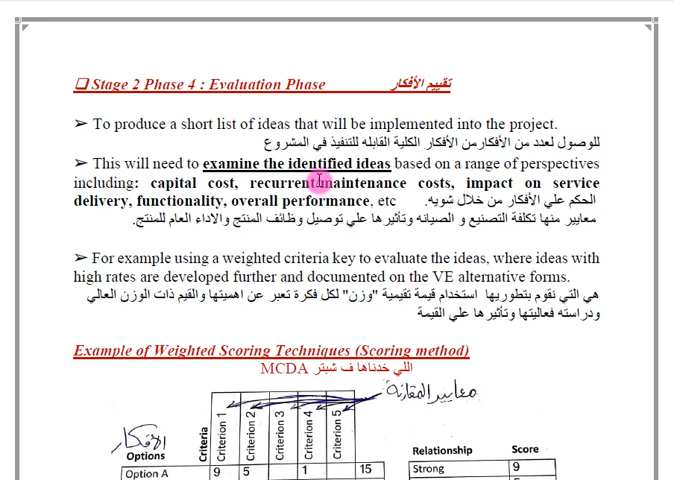 ❑ Stage 2 Phase 4 : Evaluation Phase تقييم الأفكار
➢ To produce a short list of ideas that will be implemented into the project.
للوصول لعدد من الأفكارمن الأفكار الكلية القابله للتنفيذ في المشروع
➢ This will need to examine the identified ideas based on a range of perspectives
including: capital cost, recurrent maintenance costs, impact on service
delivery, functionality, overall performance, etc الحكم علي الأفكار من خلال شويه.
معايير منها تكلفة التصنيع و الصيانه وتأثيرها علي توصيل وظائف المنتج والاداء العام للمنتج.
➢ For example using a weighted criteria key to evaluate the ideas, where ideas with
high rates are developed further and documented on the VE alternative forms.
هي التي نقوم بتطوريها استخدام قيمة تقيمية "وزن" لكل فكرة تعبر عن اهميتها والقيم ذات الوزن العالي
ودراسته فعاليتها وتأثيرها علي القيمة
Example of Weighted Scoring Techniques (Scoring method)
اللي خدناها ف شبتر MCDA
معايير المقارنة
الأفكار
Options Criteria Criterion 1 Criterion 2 Criterion 3 Criterion 4 Criterion 5
Relationship Score
Option A 9 5 1 15
Strong 9